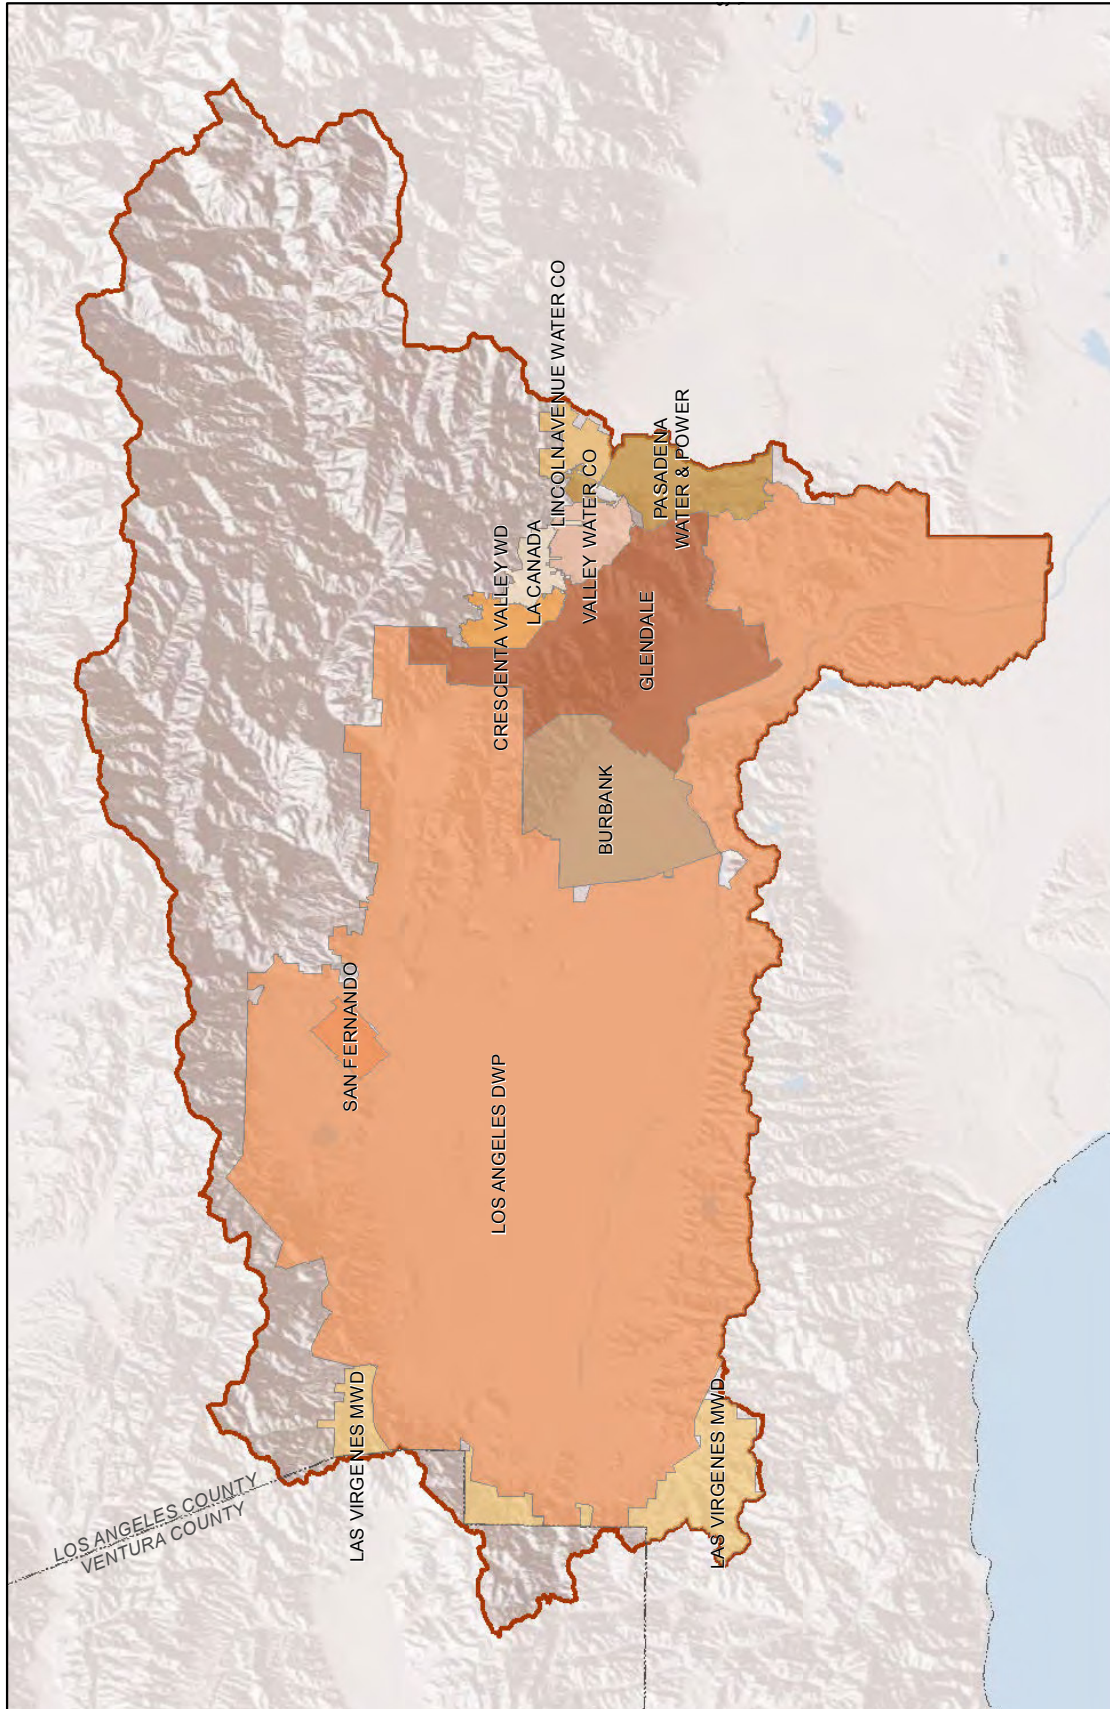 LOS ANGELES COUNTY
VENTURA COUNTY
LAS VIRGENES MWD
SAN FERNANDO
LOS ANGELES DWP
CRESCENTA VALLEY WD
LA CANADA
LINCOLN AVENUE WATER CO
VALLEY WATER CO
BURBANK
GLENDALE
PASADENA
WATER & POWER
LAS VIRGENES MWD